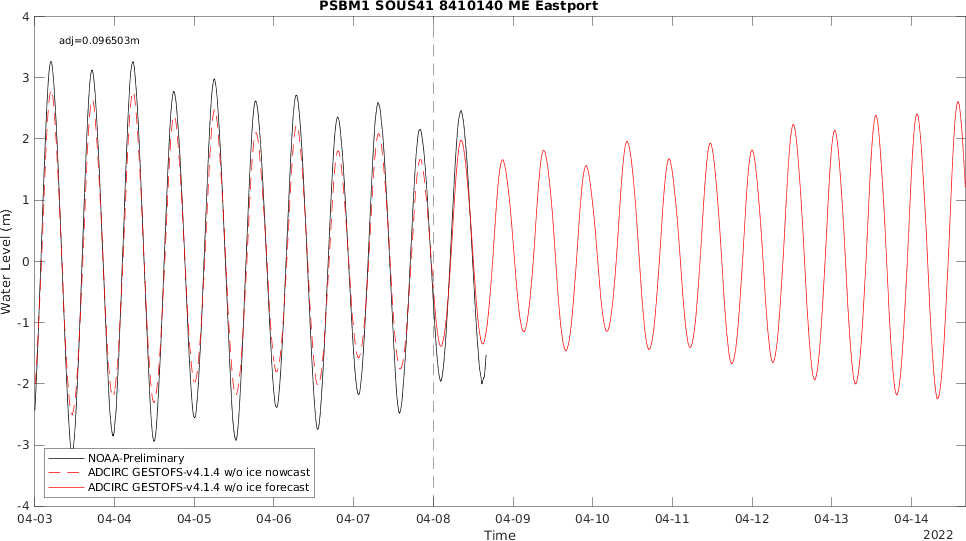 PSBM1 SOUS41 8410140 ME Eastport
adj=0.096503m
4
3
2
1
0
-1
-2
-3
-4
Water Level (m)
NOAA-Preliminary
ADCIRC GESTOFS-v4.1.4 w/o ice nowcast
ADCIRC GESTOFS-v4.1.4 w/o ice forecast
04-03 04-04 04-05 04-06 04-07 04-08 04-09 04-10 04-11 04-12 04-13 04-14
Time
2022